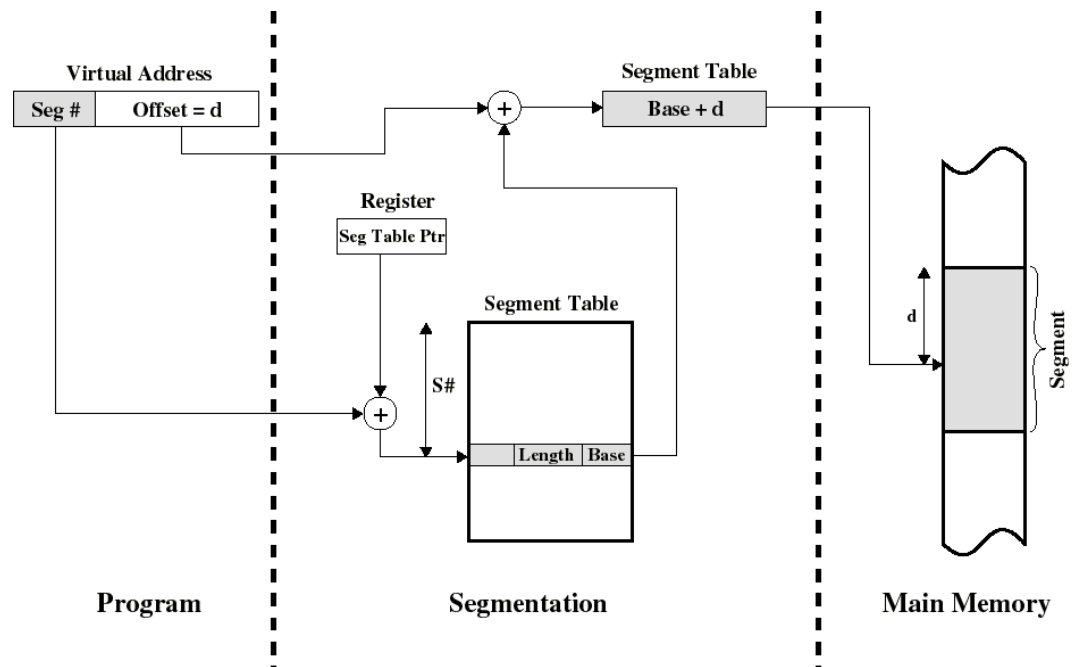 Virtual Address
Seg # Offset = d
Segment Table
+
Base + d
Register
Seg Table Ptr
Segment Table
d
Segment
S#
+
Length Base
Program
Segmentation
Main Memory